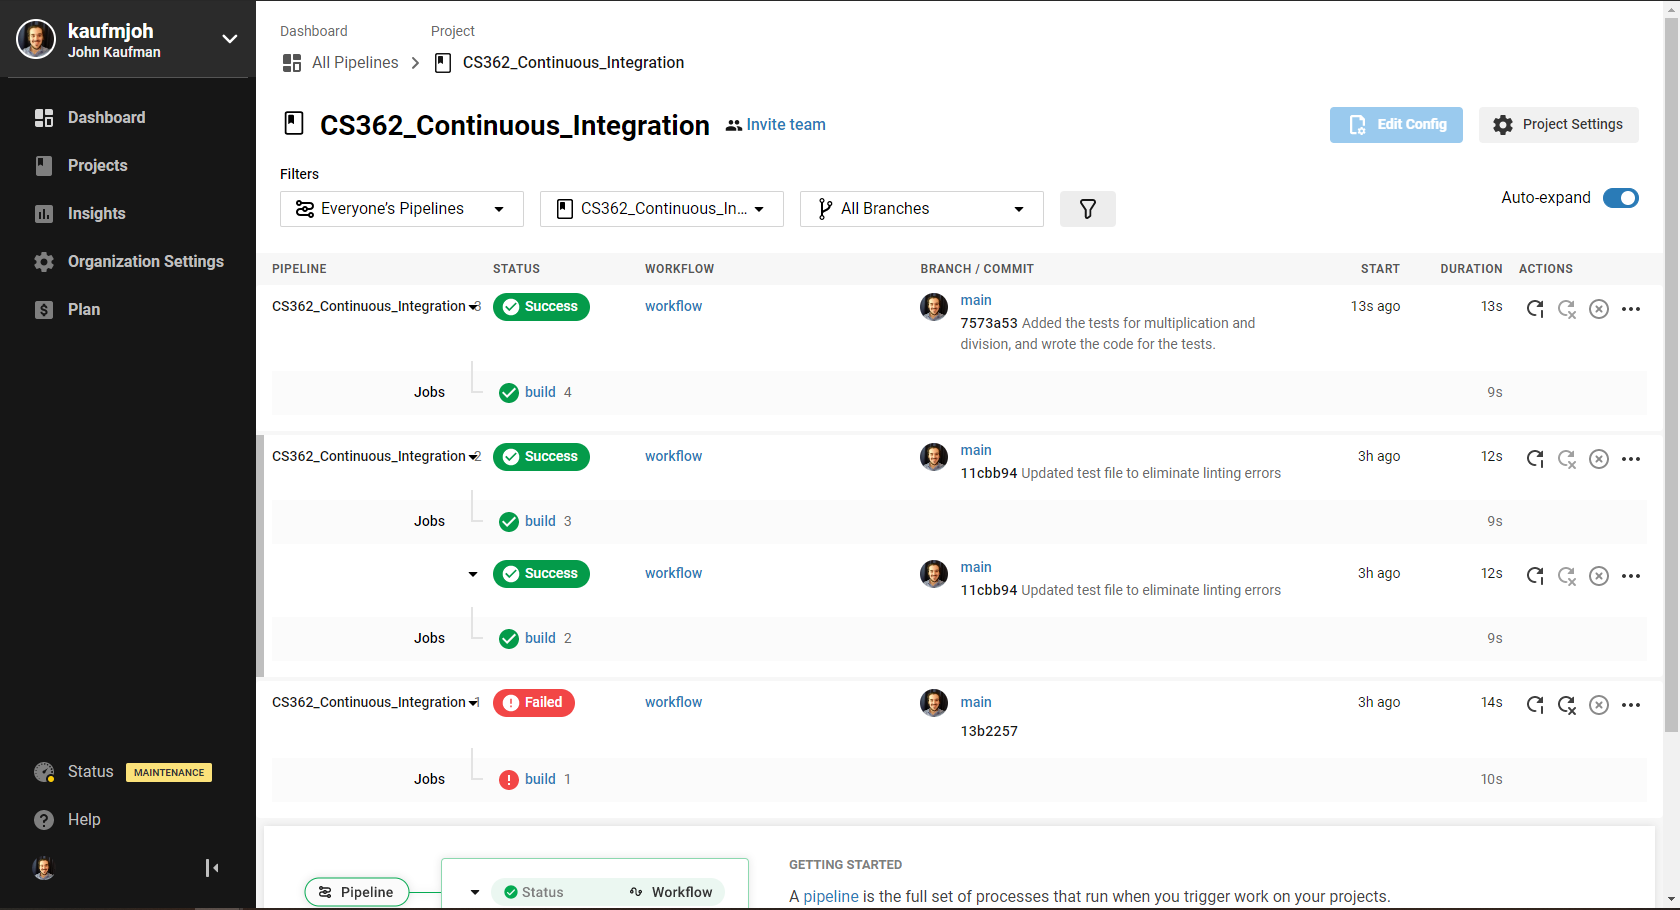 kaufmjoh
John Kaufman
Dashboard
Projects
Insights
Organization Settings
Plan
Status MAINTENANCE
Help
Dashboard Project
All Pipelines CS362_Continuous_Integration
CS362_Continuous_Integration Invite team
Edit Config Project Settings
Filters
Everyone's Pipelines CS362_Continuous_In... All Branches
Auto-expand
PIPELINE STATUS WORKFLOW BRANCH / COMMIT START DURATION ACTIONS
CS362_Continuous_Integration 3 Success workflow main 13s ago 13s
7573a53 Added the tests for multiplication and
division, and wrote the code for the tests.
Jobs build 4 9s
CS362_Continuous_Integration 2 Success workflow main 3h ago 12s
11cbb94 Updated test file to eliminate linting errors
Jobs build 3 9s
Success workflow main 3h ago 12s
11cbb94 Updated test file to eliminate linting errors
Jobs build 2 9s
CS362_Continuous_Integration 1 Failed workflow main 3h ago 14s
13b2257
Jobs build 1 10s
GETTING STARTED
Pipeline Status Workflow
A pipeline is the full set of processes that run when you trigger work on your projects.